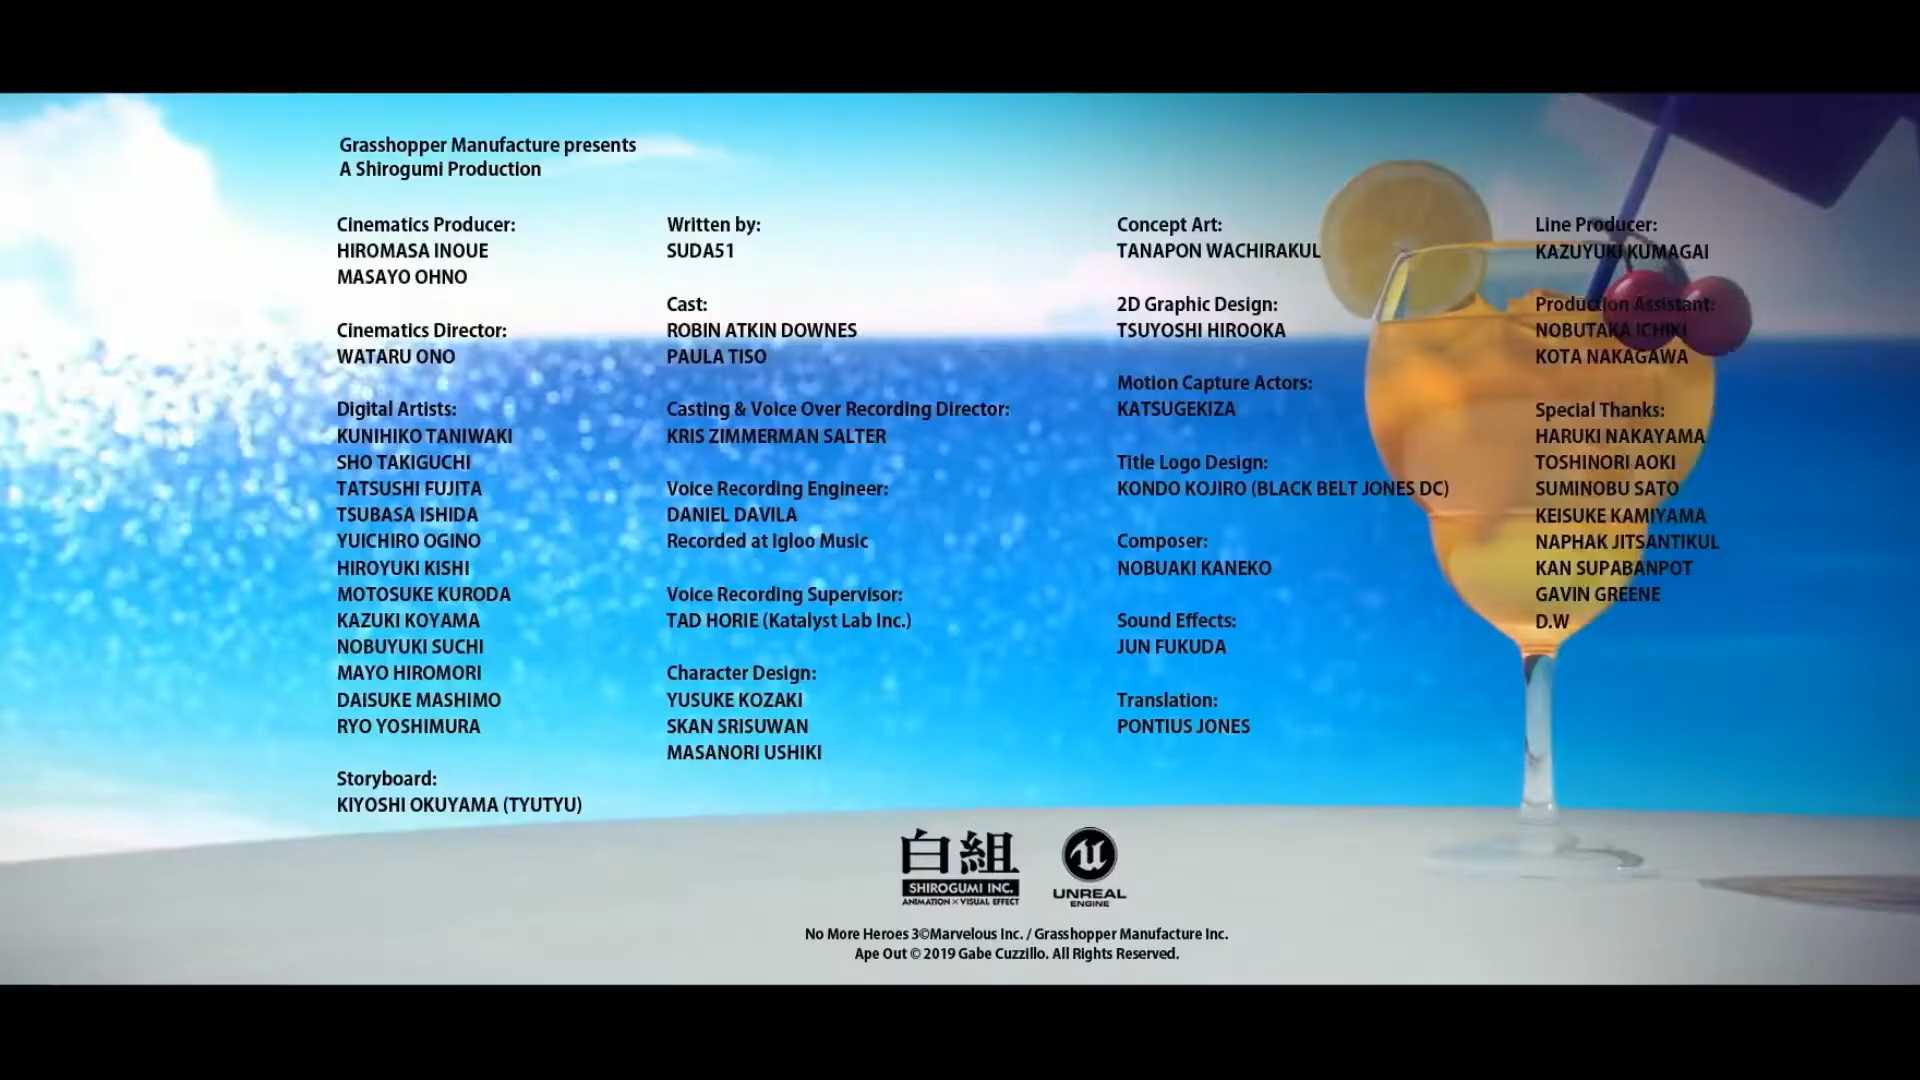 Grasshopper Manufacture presents
A Shirogumi Production
Cinematics Producer:
HIROMASA INOUE
MASAYO OHNO
Cinematics Director:
WATARU ONO
Digital Artists:
KUNIHIKO TANIWAKI
SHO TAKIGUCHI
TATSUSHI FUJITA
TSUBASA ISHIDA
YUICHIRO OGINO
HIROYUKI KISHI
MOTOSUKE KURODA
KAZUKI KOYAMA
NOBUYUKI SUCHI
MAYO HIROMORI
DAISUKE MASHIMO
RYO YOSHIMURA
Storyboard:
KIYOSHI OKUYAMA (TYUTYU)
Written by:
SUDA51
Cast:
ROBIN ATKIN DOWNES
PAULA TISO
Casting & Voice Over Recording Director:
KRIS ZIMMERMAN SALTER
Voice Recording Engineer:
DANIEL DAVILA
Recorded at Igloo Music
Voice Recording Supervisor:
TAD HORIE (Katalyst Lab Inc.)
Character Design:
YUSUKE KOZAKI
SKAN SRISUWAN
MASANORI USHIKI
Concept Art:
TANAPON WACHIRAKUL
2D Graphic Design:
TSUYOSHI HIROOKA
Motion Capture Actors:
KATSUGEKIZA
Title Logo Design:
KONDO KOJIRO (BLACK BELT JONES DC)
Composer:
NOBUAKI KANEKO
Sound Effects:
JUN FUKUDA
Translation:
PONTIUS JONES
Line Producer:
KAZUYUKI KUMAGAI
Production Assistant:
NOBUTAKA ICHIKI
KOTA NAKAGAWA
Special Thanks:
HARUKI NAKAYAMA
TOSHINORI AOKI
SUMINOBU SATO
KEISUKE KAMIYAMA
NAPHAK JITSANTIKUL
KAN SUPABANPOT
GAVIN GREENE
D.W
白組
SHIROGUMI INC.
ANIMATION×VISUAL EFFECT
UNREAL
ENGINE
No More Heroes 3©Marvelous Inc. / Grasshopper Manufacture Inc.
Ape Out © 2019 Gabe Cuzzillo. All Rights Reserved.